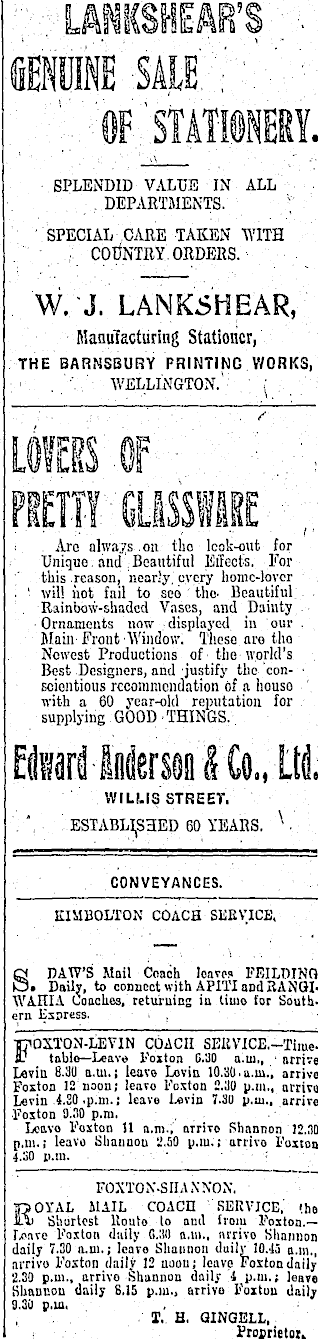 LANKSHEAR'S
GENUINE SALE
OF STATIONERY.
SPLENDID VALUE IN ALL
DEPARTMENTS.
SPECIAL CARE TAKEN WITH
COUNTRY ORDERS.
W. J. LANKSHEAR,
Manufacturing Stationer,
THE BARNSBURY PRINTING WORKS,
WELLINGTON.
LOVERS OF
PRETTY GLASSWARE
Are always on the look-out for
Unique and Beautiful Effects. For
this reason, nearly every home-lover
will not fail to see the Beautiful
Rainbow-shaded Vases, and Dainty
Ornaments now displayed in our
Main Front Window. These are the
Newest Productions of the world's
Best Designers, and justify the con-
scientious recommendation of a house
with a 60 year-old reputation for
supplying GOOD THINGS.
Edward Anderson & Co., Ltd.
WILLIS STREET.
ESTABLISHED 60 YEARS.
CONVEYANCES.
KIMBOLTON COACH SERVICE.
S. DAW'S Mail Coach leaves FEILDING
Daily, to connect with APITI and RANGI-
WAHIA Coaches, returning in time for South-
ern Express.
FOXTON-LEVIN COACH SERVICE.—Time-
table—Leave Foxton 6.30 a.m., arrive
Levin 8.30 a.m.; leave Levin 10.30 a.m., arrive
Foxton 12 noon; leave Foxton 2.30 p.m., arrive
Levin 4.30 p.m.; leave Levin 7.30 p.m., arrive
Foxton 9.30 p.m.
Leave Foxton 11 a.m., arrive Shannon 12.30
p.m.; leave Shannon 2.50 p.m.; arrive Foxton
4.30 p.m.
FOXTON-SHANNON.
ROYAL MAIL COACH SERVICE, the
Shortest Route to and from Foxton.—
Leave Foxton daily 6.30 a.m., arrive Shannon
daily 7.30 a.m.; leave Shannon daily 10.45 a.m.,
arrive Foxton daily 12 noon; leave Foxton daily
2.30 p.m., arrive Shannon daily 4 p.m.; leave
Shannon daily 8.15 p.m., arrive Foxton daily
9.30 p.m.
T. H. GINGELL,
Proprietor.